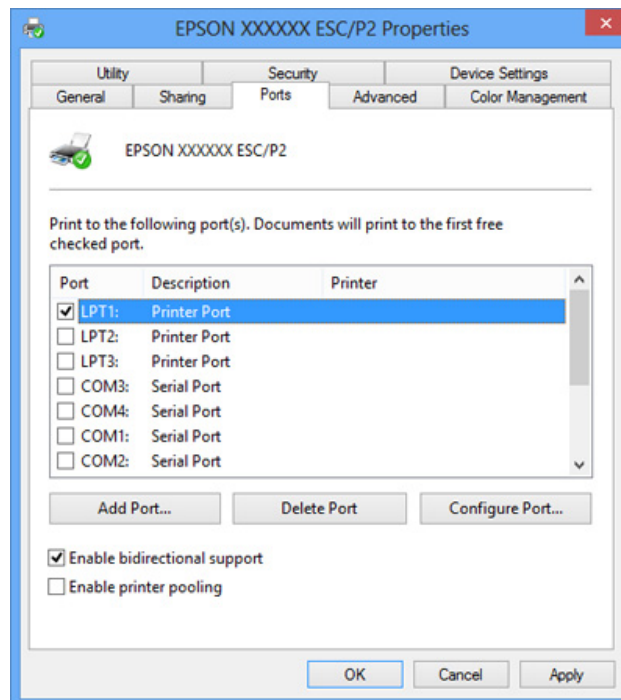 EPSON XXXXXX ESC/P2 Properties
Utility Security Device Settings
General Sharing Ports Advanced Color Management
EPSON XXXXXX ESC/P2
Print to the following port(s). Documents will print to the first free
checked port.
Port Description Printer
LPT1: Printer Port
LPT2: Printer Port
LPT3: Printer Port
COM3: Serial Port
COM4: Serial Port
COM1: Serial Port
COM2: Serial Port
Add Port... Delete Port Configure Port...
Enable bidirectional support
Enable printer pooling
OK Cancel Apply